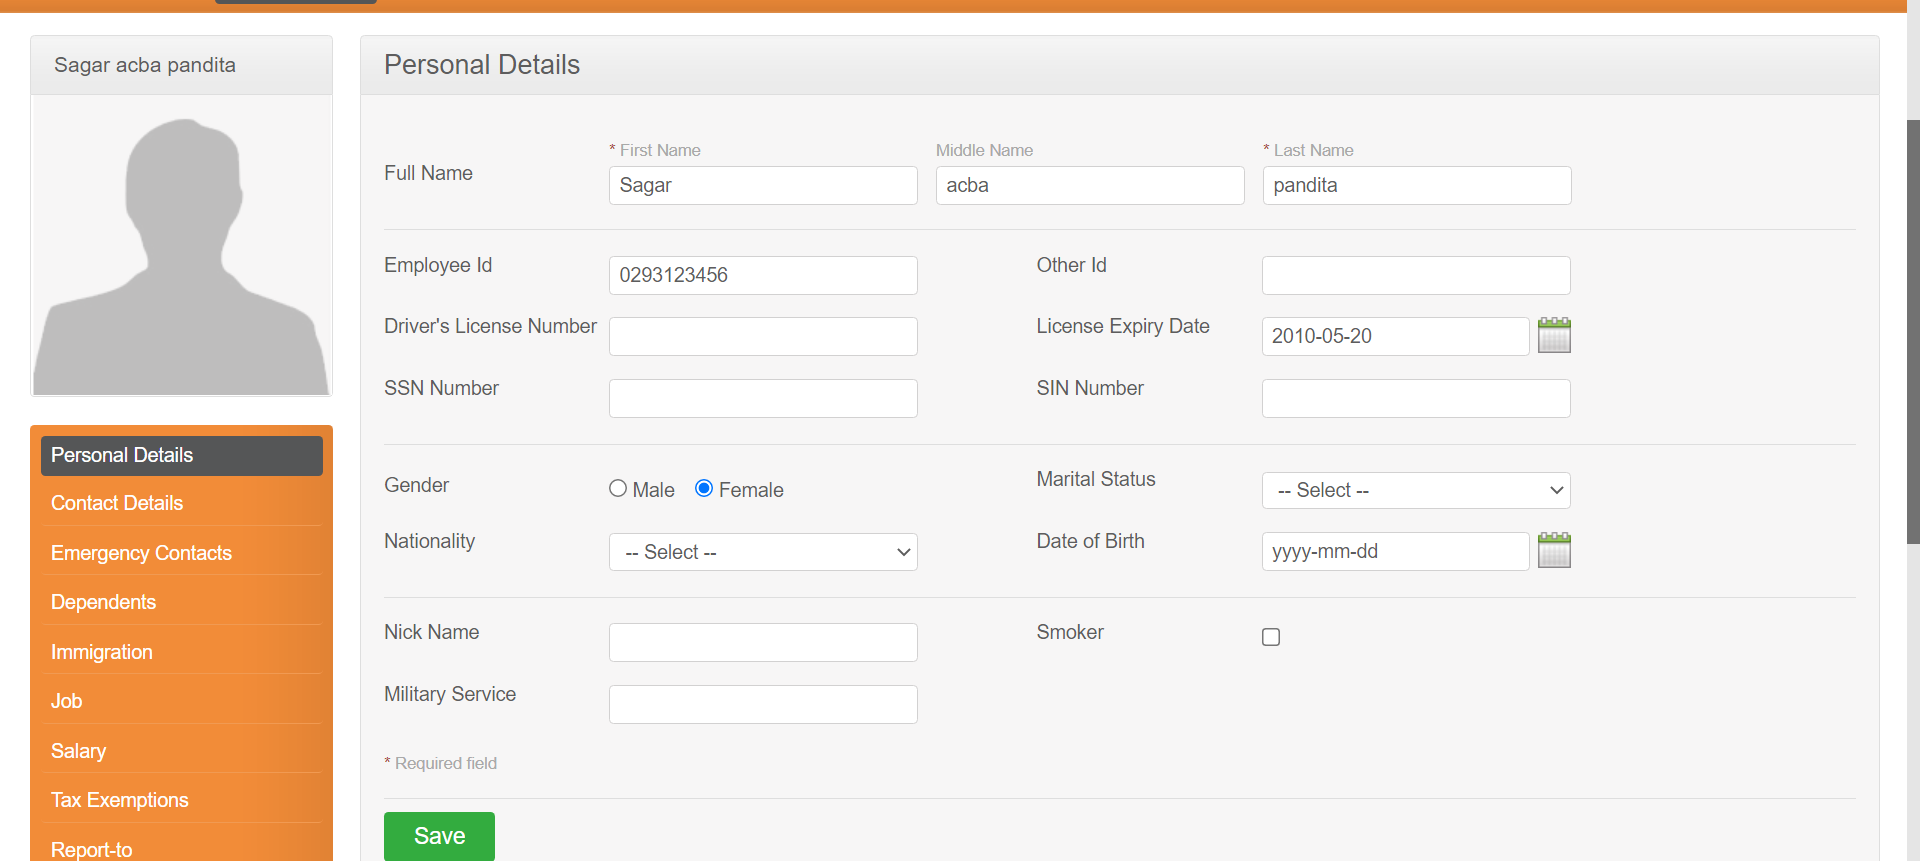 Sagar acba pandita
Personal Details
Contact Details
Emergency Contacts
Dependents
Immigration
Job
Salary
Tax Exemptions
Report-to
Personal Details
Full Name
* First Name
Sagar
Middle Name
acba
* Last Name
pandita
Employee Id
0293123456
Other Id
Driver's License Number
License Expiry Date
2010-05-20
SSN Number
SIN Number
Gender
Male
Female
Marital Status
-- Select --
Nationality
-- Select --
Date of Birth
yyyy-mm-dd
Nick Name
Smoker
Military Service
* Required field
Save